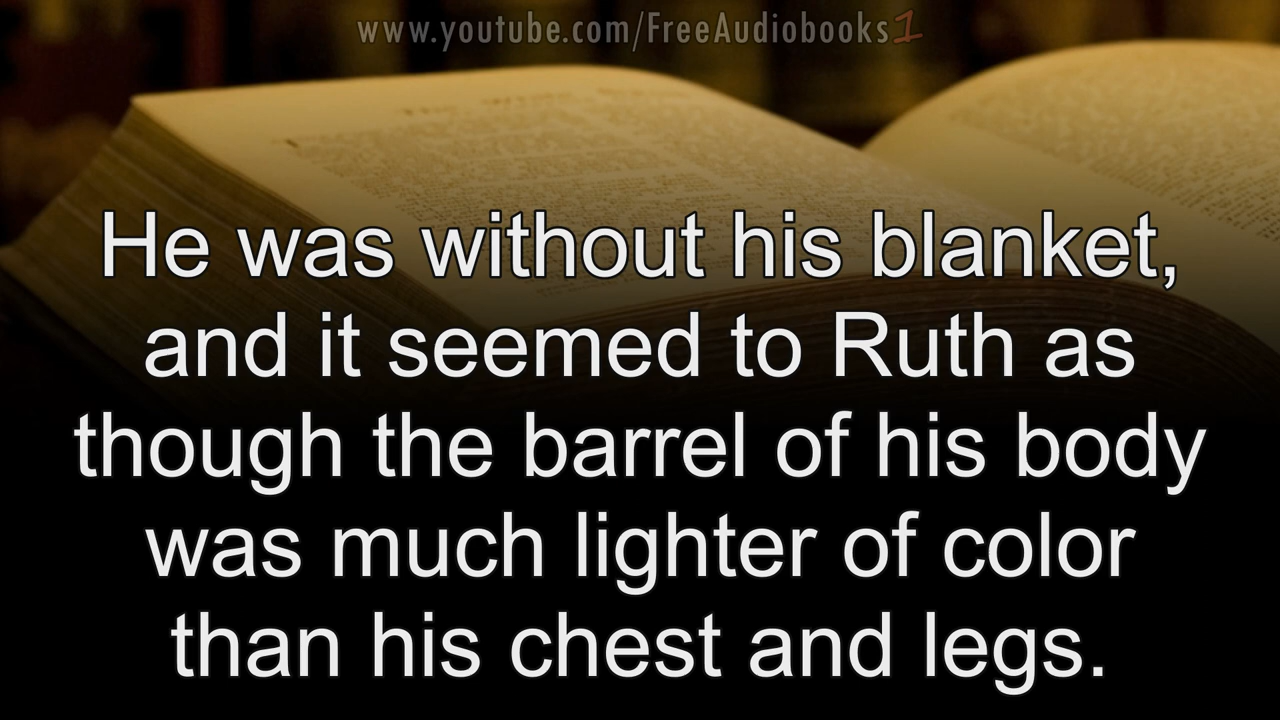 www.youtube.com/FreeAudiobooks1
He was without his blanket,
and it seemed to Ruth as
though the barrel of his body
was much lighter of color
than his chest and legs.